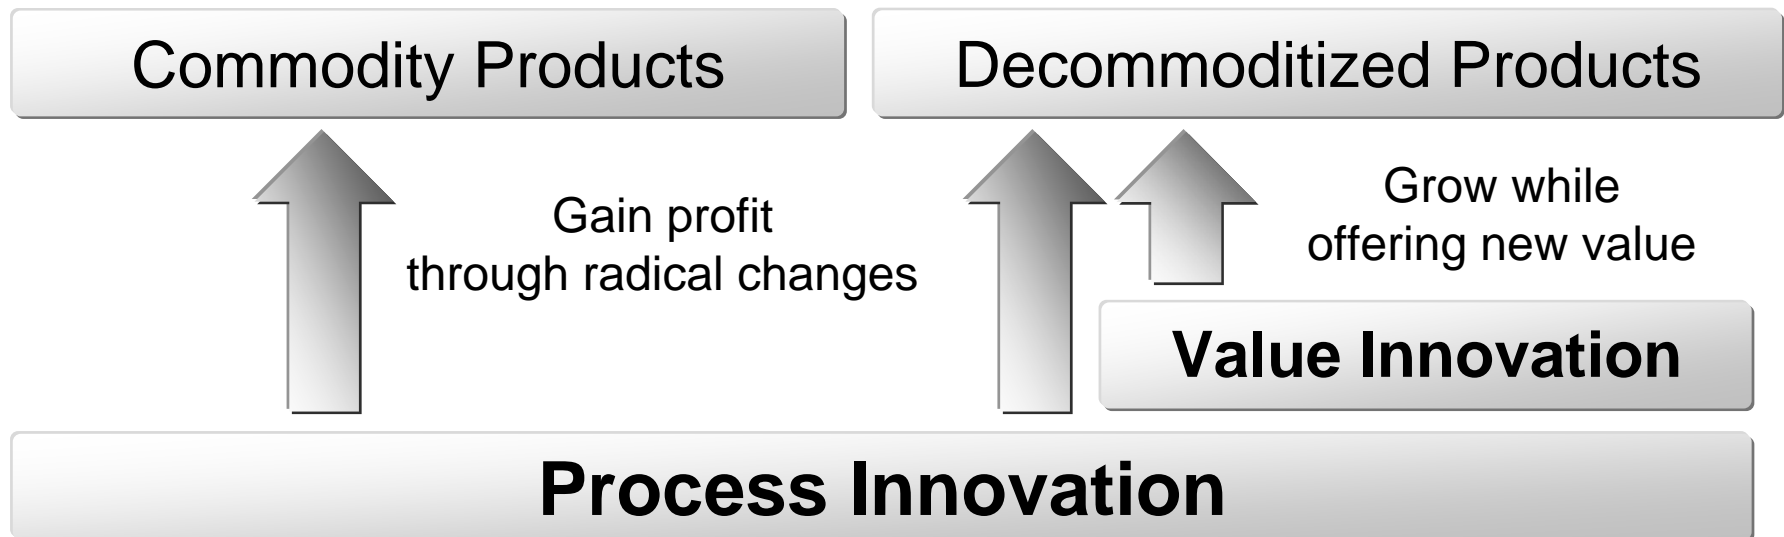 Commodity Products
Decommoditized Products
Gain profit
through radical changes
Grow while
offering new value
Value Innovation
Process Innovation